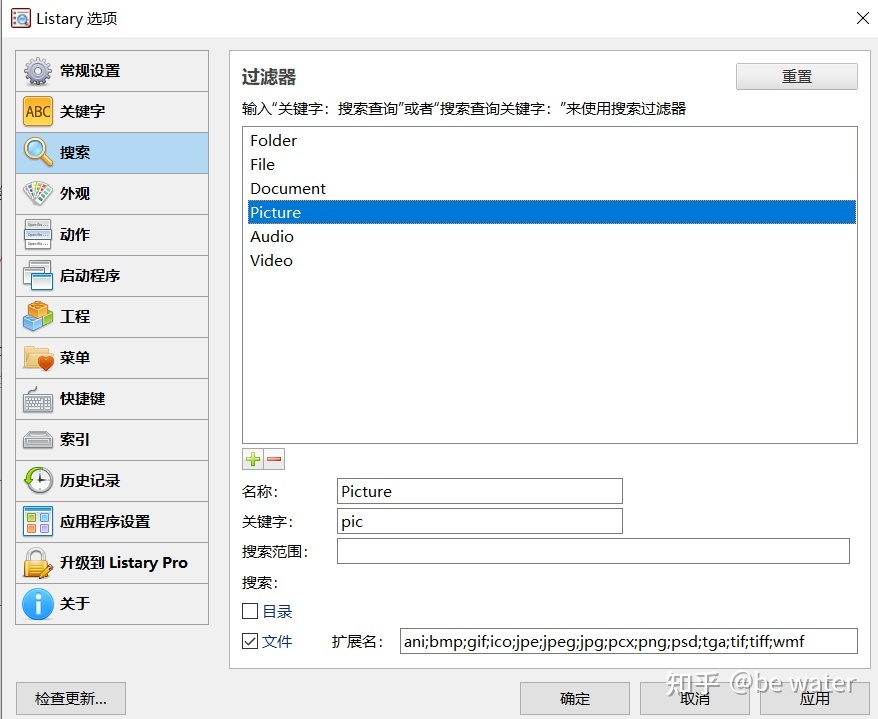 Listary 选项
常规设置
ABC 关键字
搜索
外观
动作
启动程序
工程
菜单
快捷键
索引
历史记录
应用程序设置
升级到 Listary Pro
关于
过滤器
重置
输入“关键字：搜索查询”或者“搜索查询关键字：”来使用搜索过滤器
Folder
File
Document
Picture
Audio
Video
名称： Picture
关键字： pic
搜索范围：
搜索：
目录
文件 扩展名： ani;bmp;gif;ico;jpe;jpeg;jpg;pcx;png;psd;tga;tif;tiff;wmf
检查更新... 确定 取消 应用
知乎 @be water